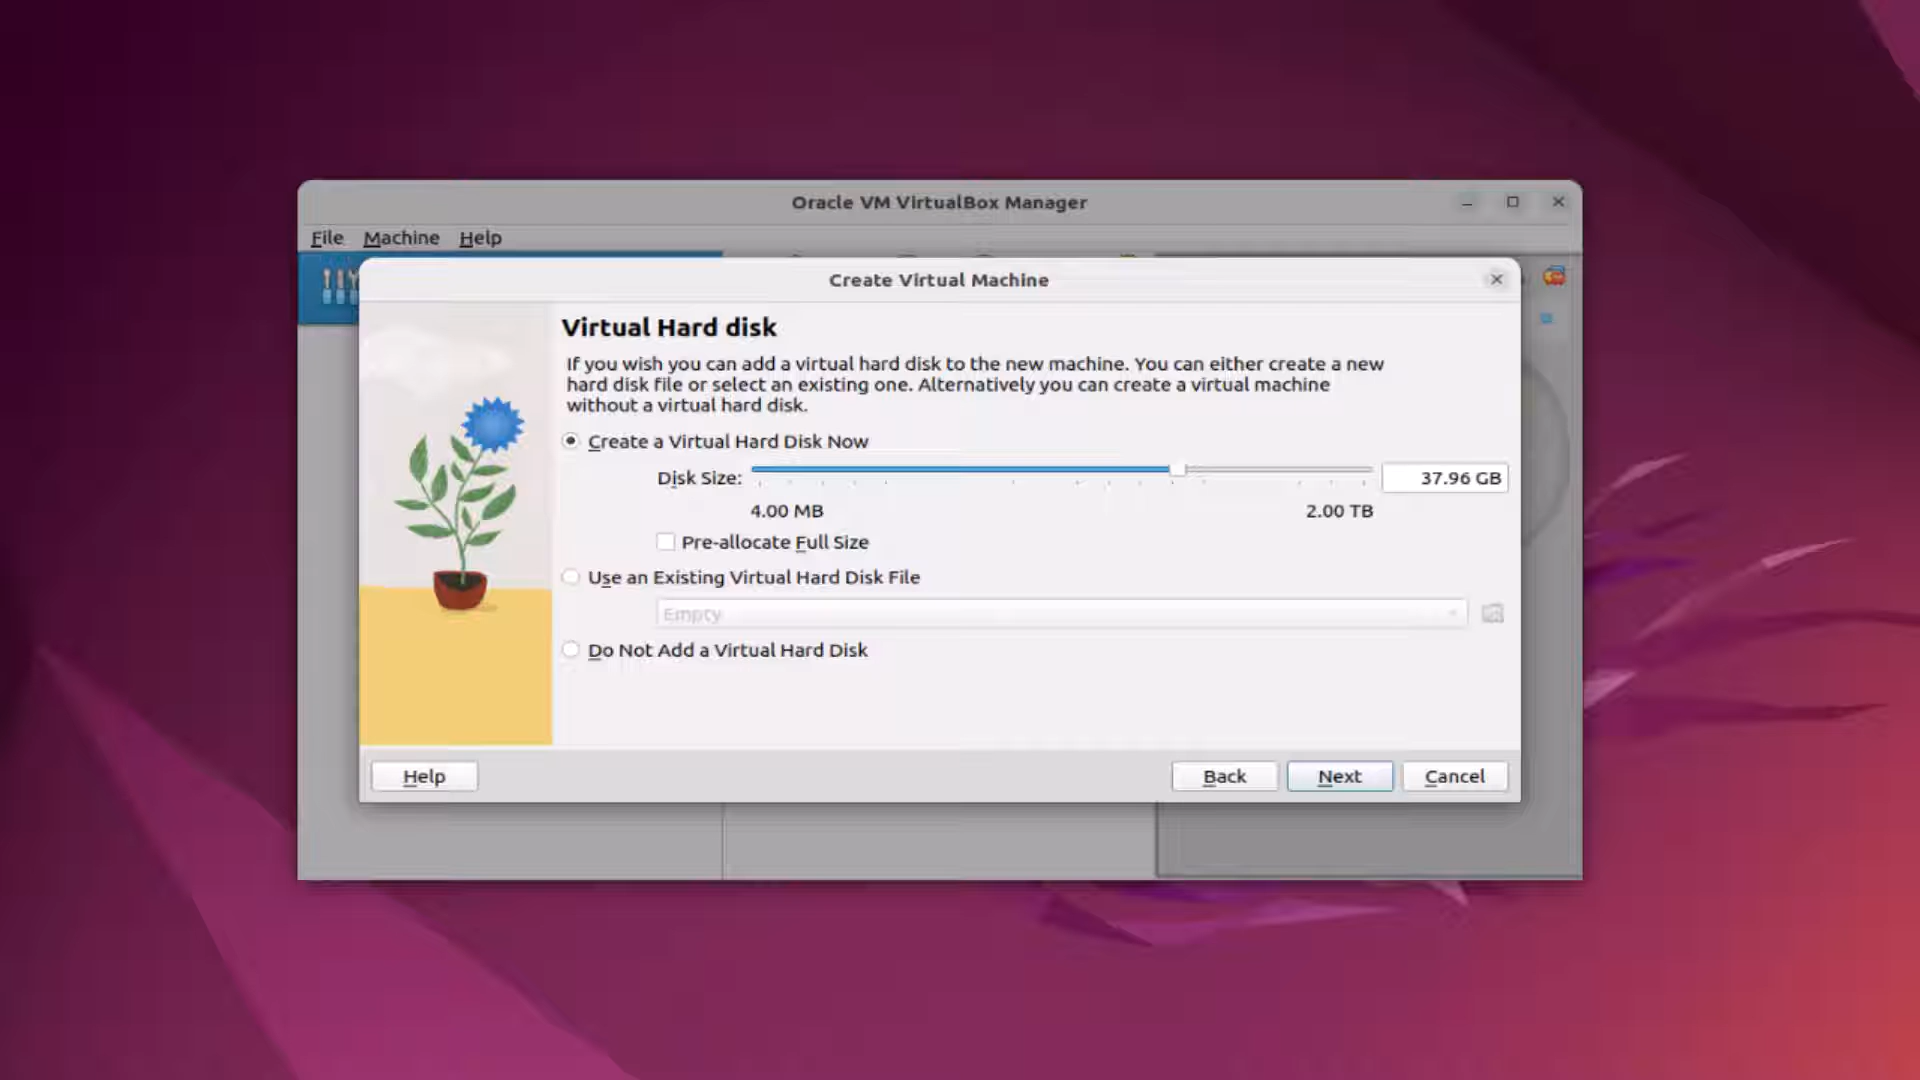 Oracle VM VirtualBox Manager
File Machine Help
Create Virtual Machine
Virtual Hard disk
If you wish you can add a virtual hard disk to the new machine. You can either create a new
hard disk file or select an existing one. Alternatively you can create a virtual machine
without a virtual hard disk.
Create a Virtual Hard Disk Now
Disk Size: 37.96 GB
4.00 MB 2.00 TB
Pre-allocate Full Size
Use an Existing Virtual Hard Disk File
Empty
Do Not Add a Virtual Hard Disk
Help Back Next Cancel